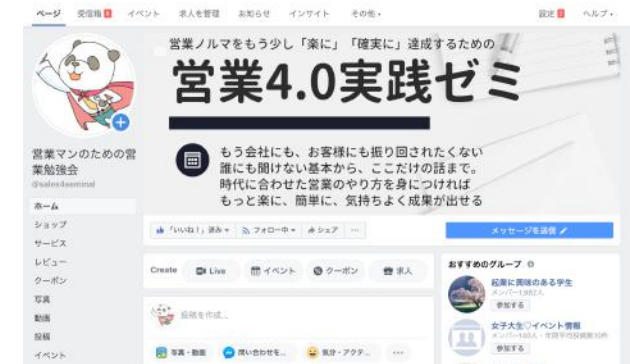 ページ 受信箱 8 イベント 求人を管理 お知らせ インサイト その他 設定 ヘルプ
営業ノルマをもう少し「楽に」「確実に」達成するための
営業4.0実践ゼミ
もう会社にも、お客様にも振り回されたくない
誰にも聞けない基本から、ここだけの話まで。
時代に合わせた営業のやり方を身につければ
もっと楽に、簡単に、気持ちよく成果が出せる
営業マンのための営
業勉強会
@sales4seminal
ホーム
ショップ
サービス
レビュー
クーポン
写真
動画
投稿
イベント
「いいね！」済み フォロー中 シェア ...
メッセージを送信
Create Live イベント クーポン 求人
投稿を作成...
写真・動画 問い合わせを... 気分・アクテ... ...
おすすめのグループ
起業に興味のある学生
メンバー1,982人
参加する
女子大生♡イベント情報
参加する